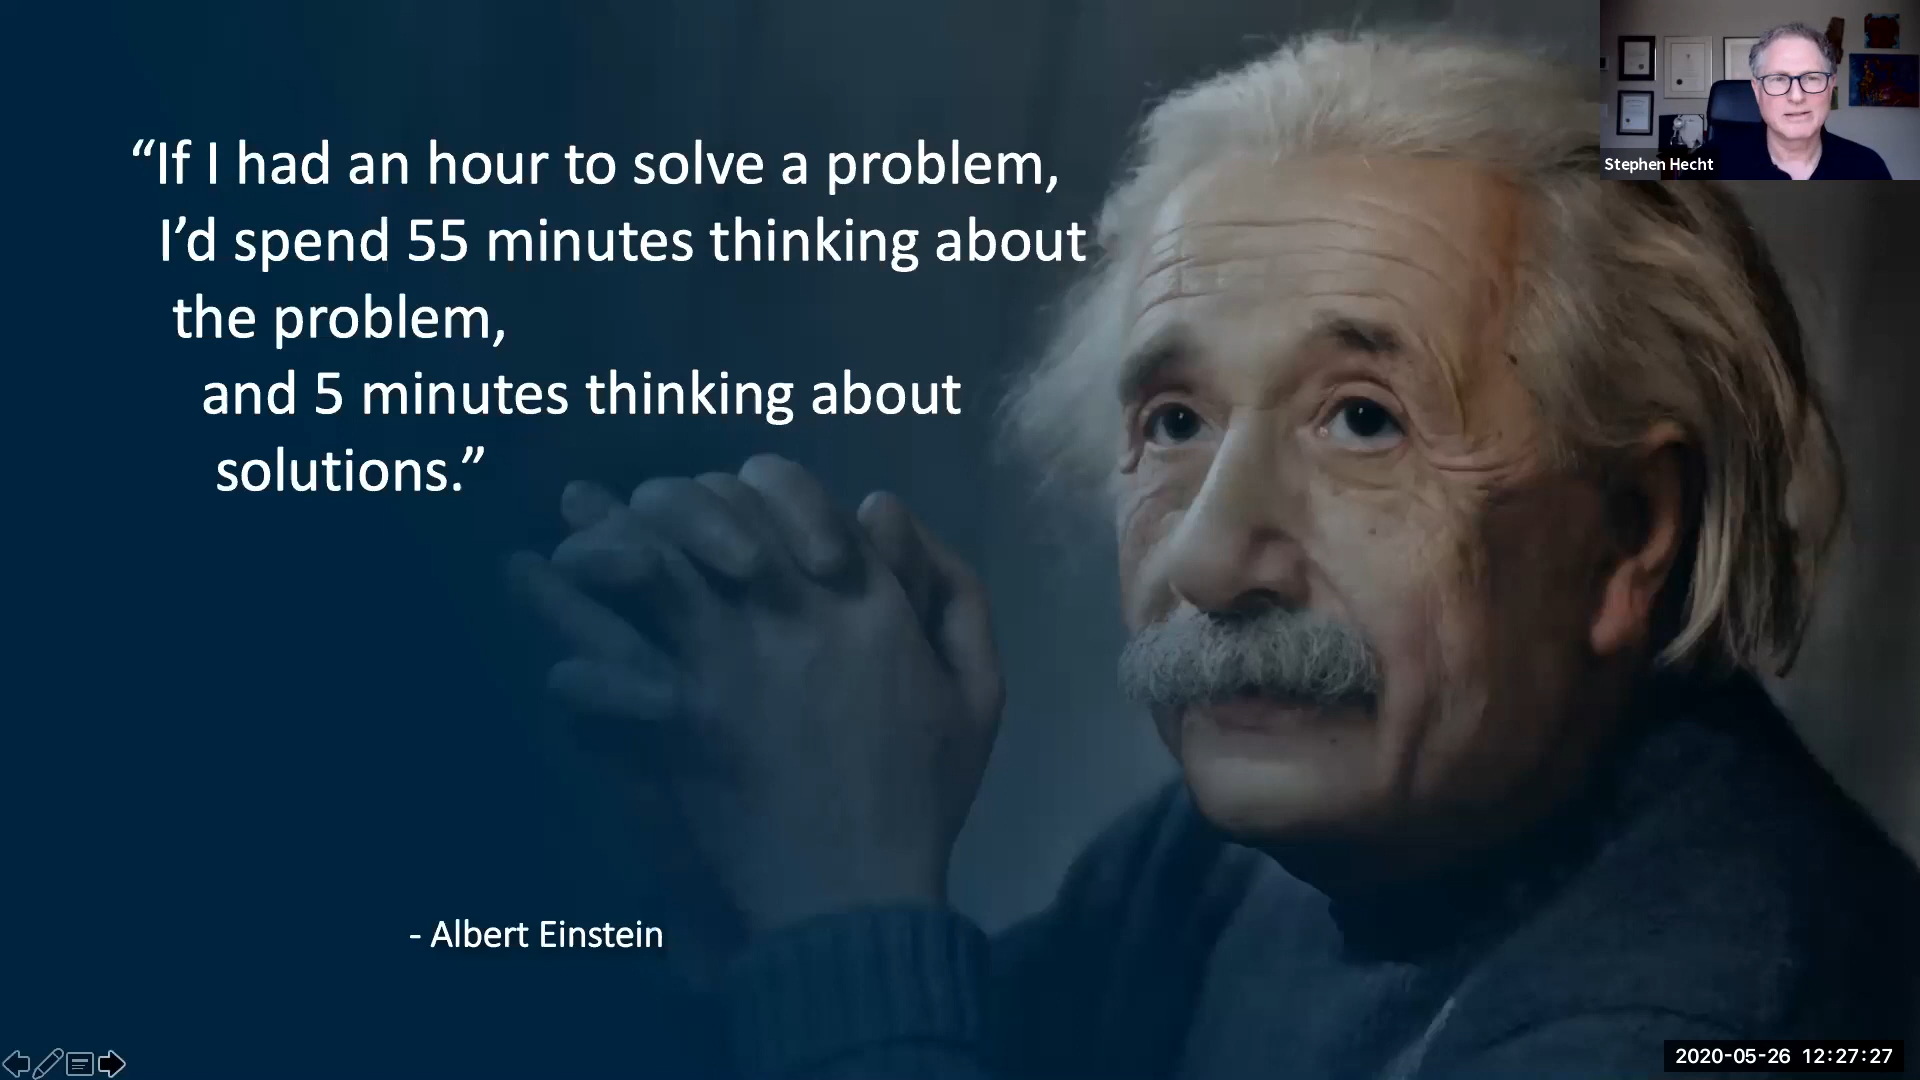 “If I had an hour to solve a problem,
I’d spend 55 minutes thinking about
the problem,
and 5 minutes thinking about
solutions.”
- Albert Einstein
Stephen Hecht
2020-05-26 12:27:27